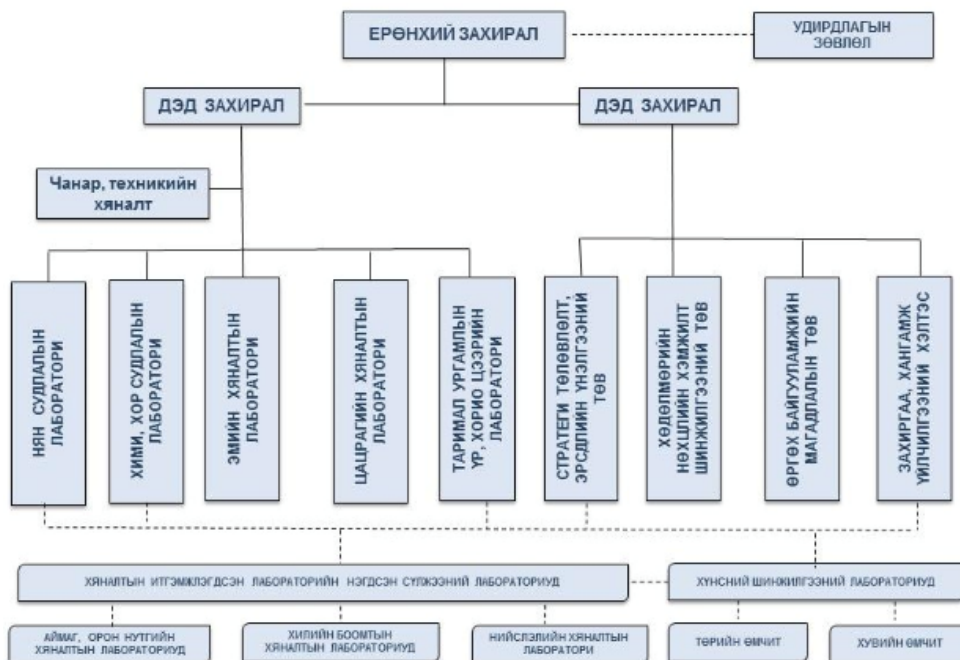 ЕРӨНХИЙ ЗАХИРАЛ
УДИРДЛАГЫН
ЗӨВЛӨЛ
ДЭД ЗАХИРАЛ
ДЭД ЗАХИРАЛ
Чанар, техникийн
хяналт
НЯН СУДЛАЛЫН
ЛАБОРАТОРИ
ХИМИ, ХОР СУДЛАЛЫН
ЛАБОРАТОРИ
ЭМИЙН ХЯНАЛТЫН
ЛАБОРАТОРИ
ЦАЦРАГИЙН ХЯНАЛТЫН
ЛАБОРАТОРИ
ТАРИМАЛ УРГАМЛЫН
ҮР, ХОРИО ЦЭЭРИЙН
ЛАБОРАТОРИ
СТРАТЕГИ ТӨЛӨВЛӨЛТ,
ЭРСДЛИЙН ҮНЭЛГЭЭНИЙ
ТӨВ
ХӨДӨЛМӨРИЙН
НӨХЦЛИЙН ХЭМЖИЛТ
ШИНЖИЛГЭЭНИЙ ТӨВ
ӨРГӨХ БАЙГУУЛАМЖИЙН
МАГАДЛАЛЫН ТӨВ
ЗАХИРГАА, ХАНГАМЖ
ҮЙЛЧИЛГЭЭНИЙ ХЭЛТЭС
ХЯНАЛТЫН ИТГЭМЖЛЭГДСЭН ЛАБОРАТОРИЙН НЭГДСЭН СҮЛЖЭЭНИЙ ЛАБОРАТОРИУД
ХҮНСНИЙ ШИНЖИЛГЭЭНИЙ ЛАБОРАТОРИУД
АЙМАГ, ОРОН НУТГИЙН
ХЯНАЛТЫН ЛАБОРАТОРИУД
ХИЛИЙН БООМТЫН
ХЯНАЛТЫН ЛАБОРАТОРИУД
НИЙСЛЭЛИЙН ХЯНАЛТЫН
ЛАБОРАТОРИ
ТӨРИЙН ӨМЧИТ
ХУВИЙН ӨМЧИТ